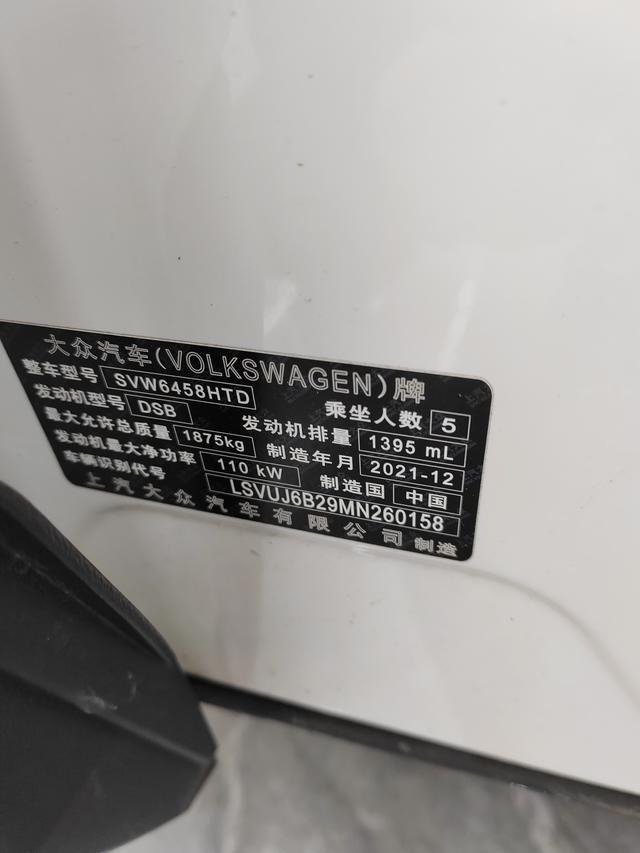 大众汽车(VOLKSWAGEN)牌
整车型号 SVW6458HTD 乘坐人数 5
发动机型号 DSB 发动机排量 1395 mL
最大允许总质量 1875kg 制造年月 2021-12
发动机最大净功率 110 kW 制造国 中国
车辆识别代号 LSVUJ6B29MN260158
上汽大众汽车有限公司 制造